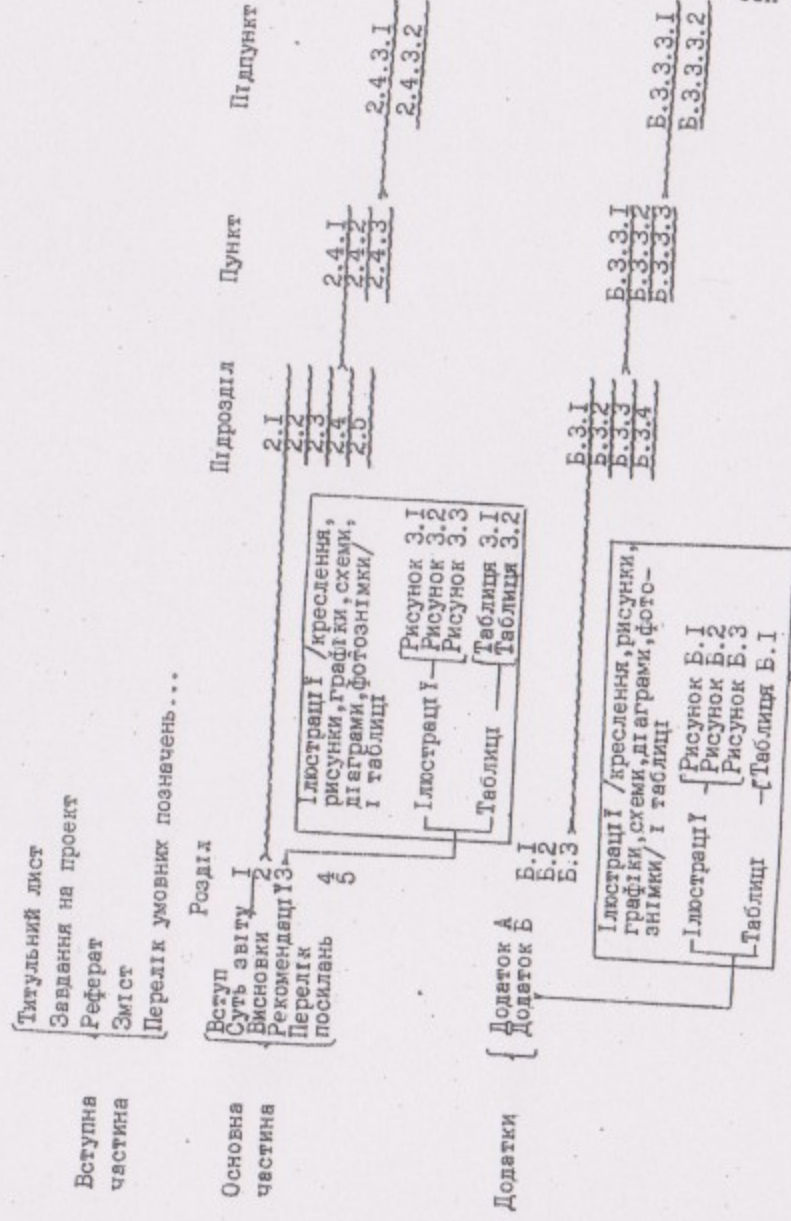 Вступна
частина
Титульний лист
Завдання на проект
Реферат
Зміст
Перелік умовних позначень...
Основна
частина
Вступ
Суть звіту
Висновки
Рекомендації
Перелік
посилань
Розділ
1
2
3
4
5
Підрозділ
2.1
2.2
2.3
2.4
2.5
Пункт
2.4.1
2.4.2
2.4.3
Підпункт
2.4.3.1
2.4.3.2
Ілюстрації /креслення,
рисунки,графіки,схеми,
діаграми,фотознімки/
і таблиці
Ілюстрації
Рисунок 3.1
Рисунок 3.2
Рисунок 3.3
Таблиці
Таблиця 3.1
Таблиця 3.2
Додатки
Додаток А
Додаток Б
Б.1
Б.2
Б.3
Б.3.1
Б.3.2
Б.3.3
Б.3.4
Б.3.3.1
Б.3.3.2
Б.3.3.3
Б.3.3.3.1
Б.3.3.3.2
Ілюстрації /креслення,рисунки,
графіки,схеми,діаграми,фото-
знімки/ і таблиці
Ілюстрації
Рисунок Б.1
Рисунок Б.2
Рисунок Б.3
Таблиці
Таблиця Б.1